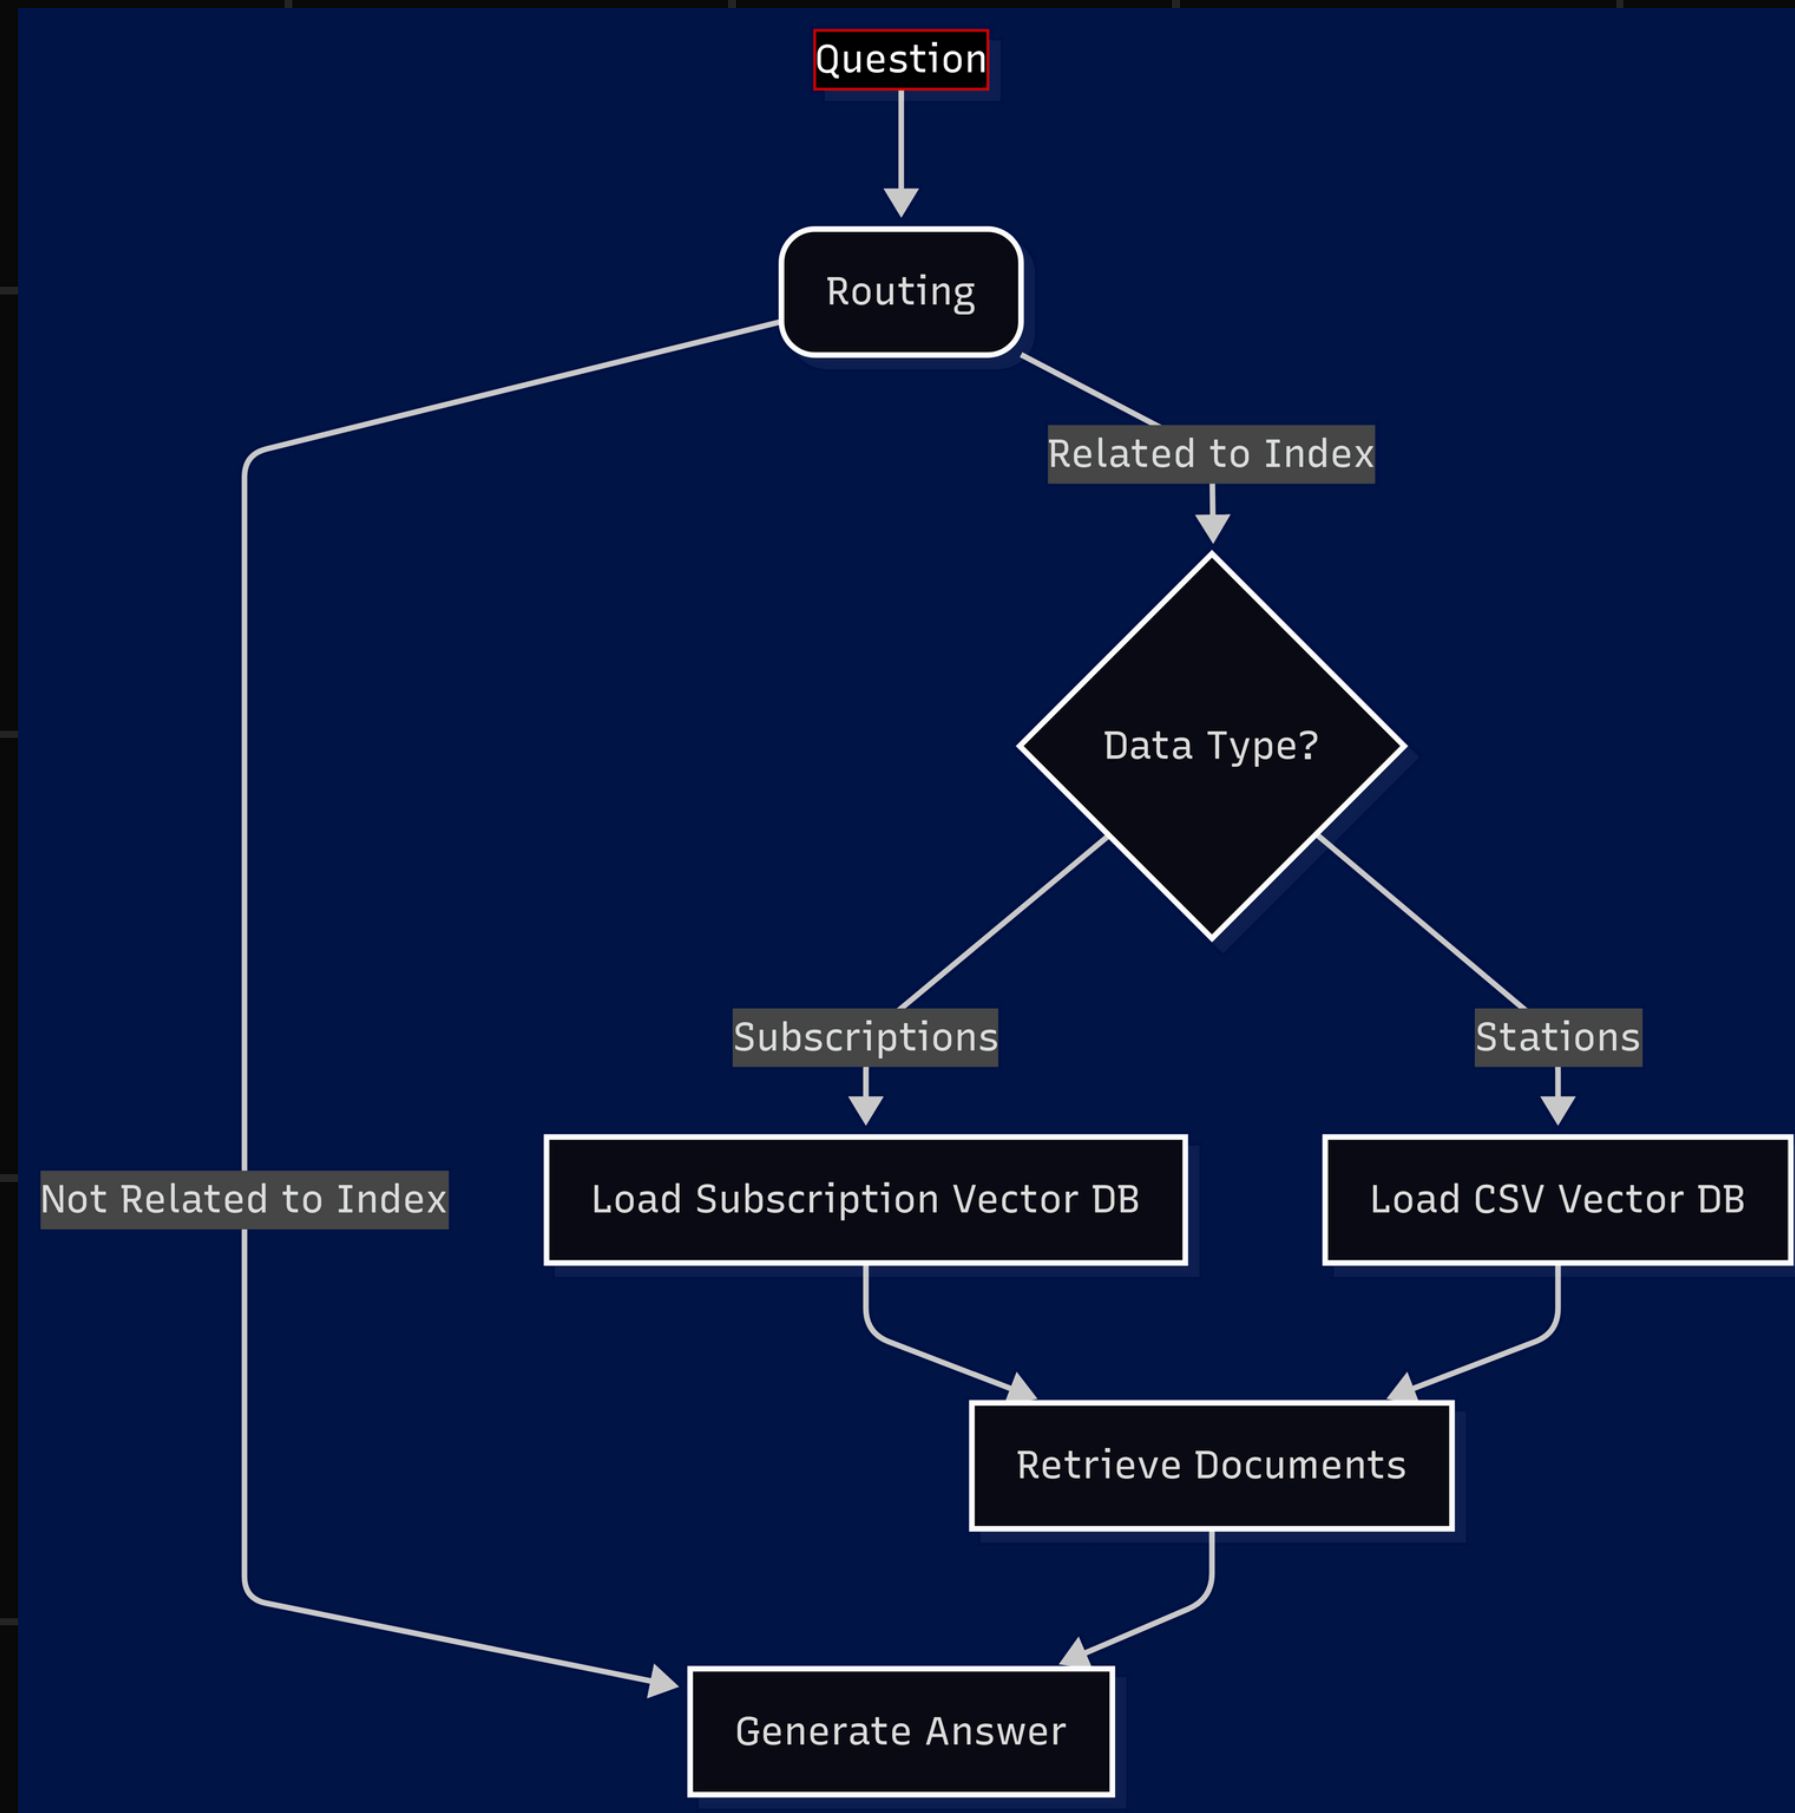 Question
Routing
Related to Index
Data Type?
Subscriptions
Stations
Not Related to Index
Load Subscription Vector DB
Load CSV Vector DB
Retrieve Documents
Generate Answer